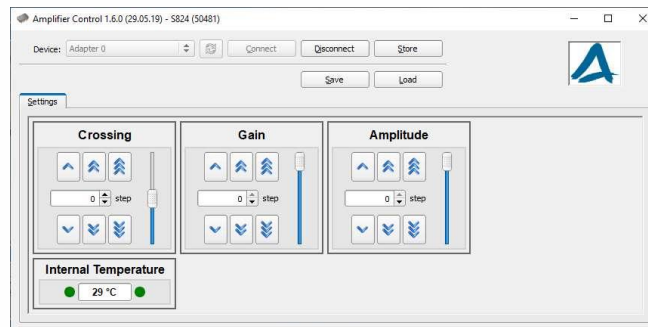 Amplifier Control 1.6.0 (29.05.19) - S824 (50481)
Device: Adapter 0 Connect Disconnect Store
Save Load
Settings
Crossing Gain Amplitude
0 step 0 step 0 step
Internal Temperature
29 °C